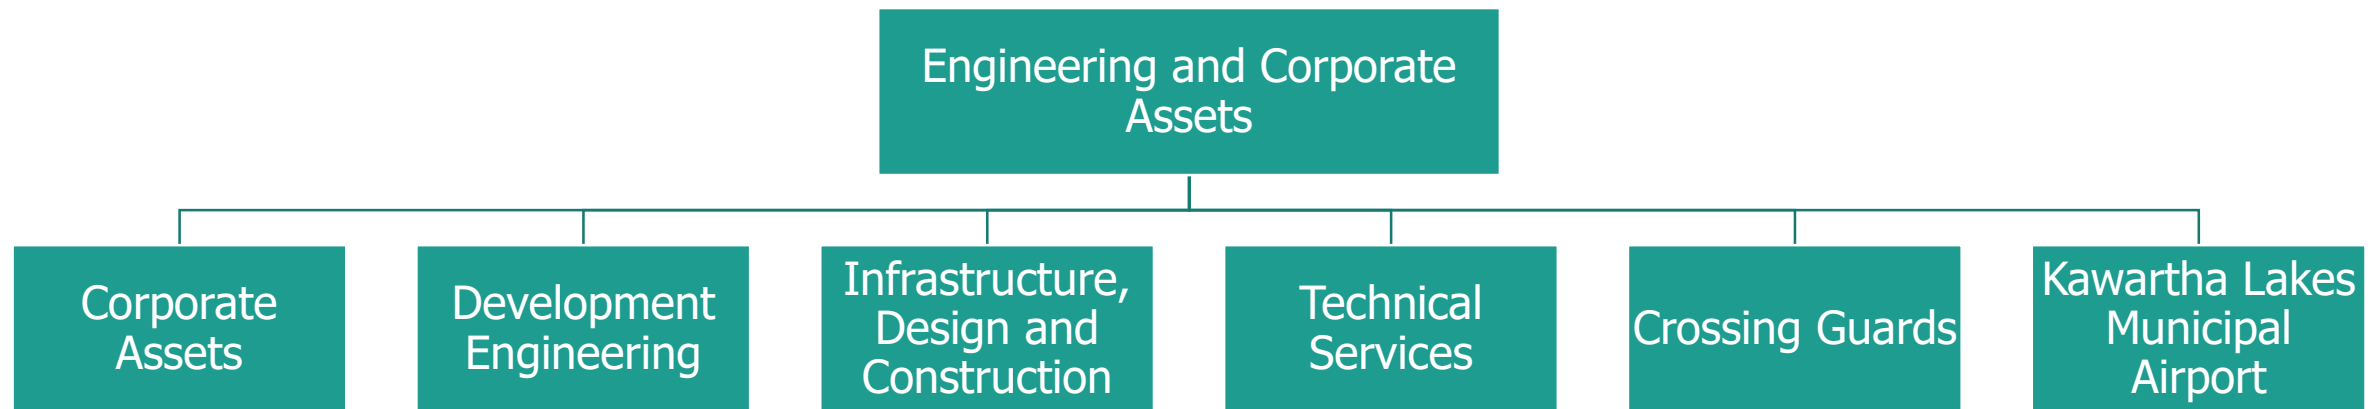 Engineering and Corporate
Assets
Corporate
Assets
Development
Engineering
Infrastructure,
Design and
Construction
Technical
Services
Crossing Guards
Kawartha Lakes
Municipal
Airport